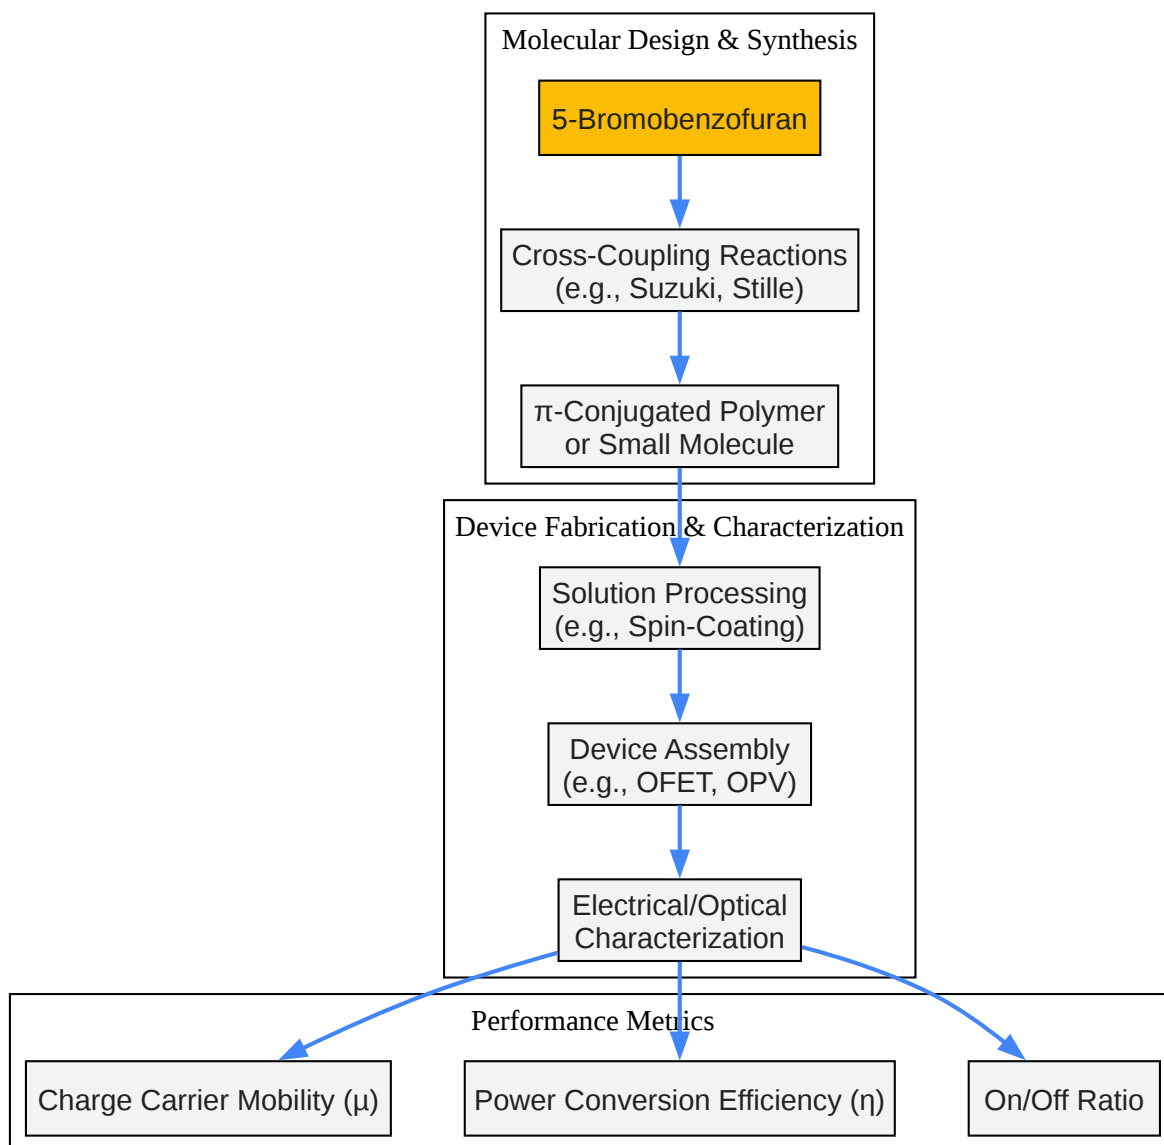 Molecular Design & Synthesis
5-Bromobenzofuran
Cross-Coupling Reactions
(e.g., Suzuki, Stille)
π-Conjugated Polymer
or Small Molecule
Device Fabrication & Characterization
Solution Processing
(e.g., Spin-Coating)
Device Assembly
(e.g., OFET, OPV)
Electrical/Optical
Characterization
Performance Metrics
Charge Carrier Mobility (μ)
Power Conversion Efficiency (η)
On/Off Ratio